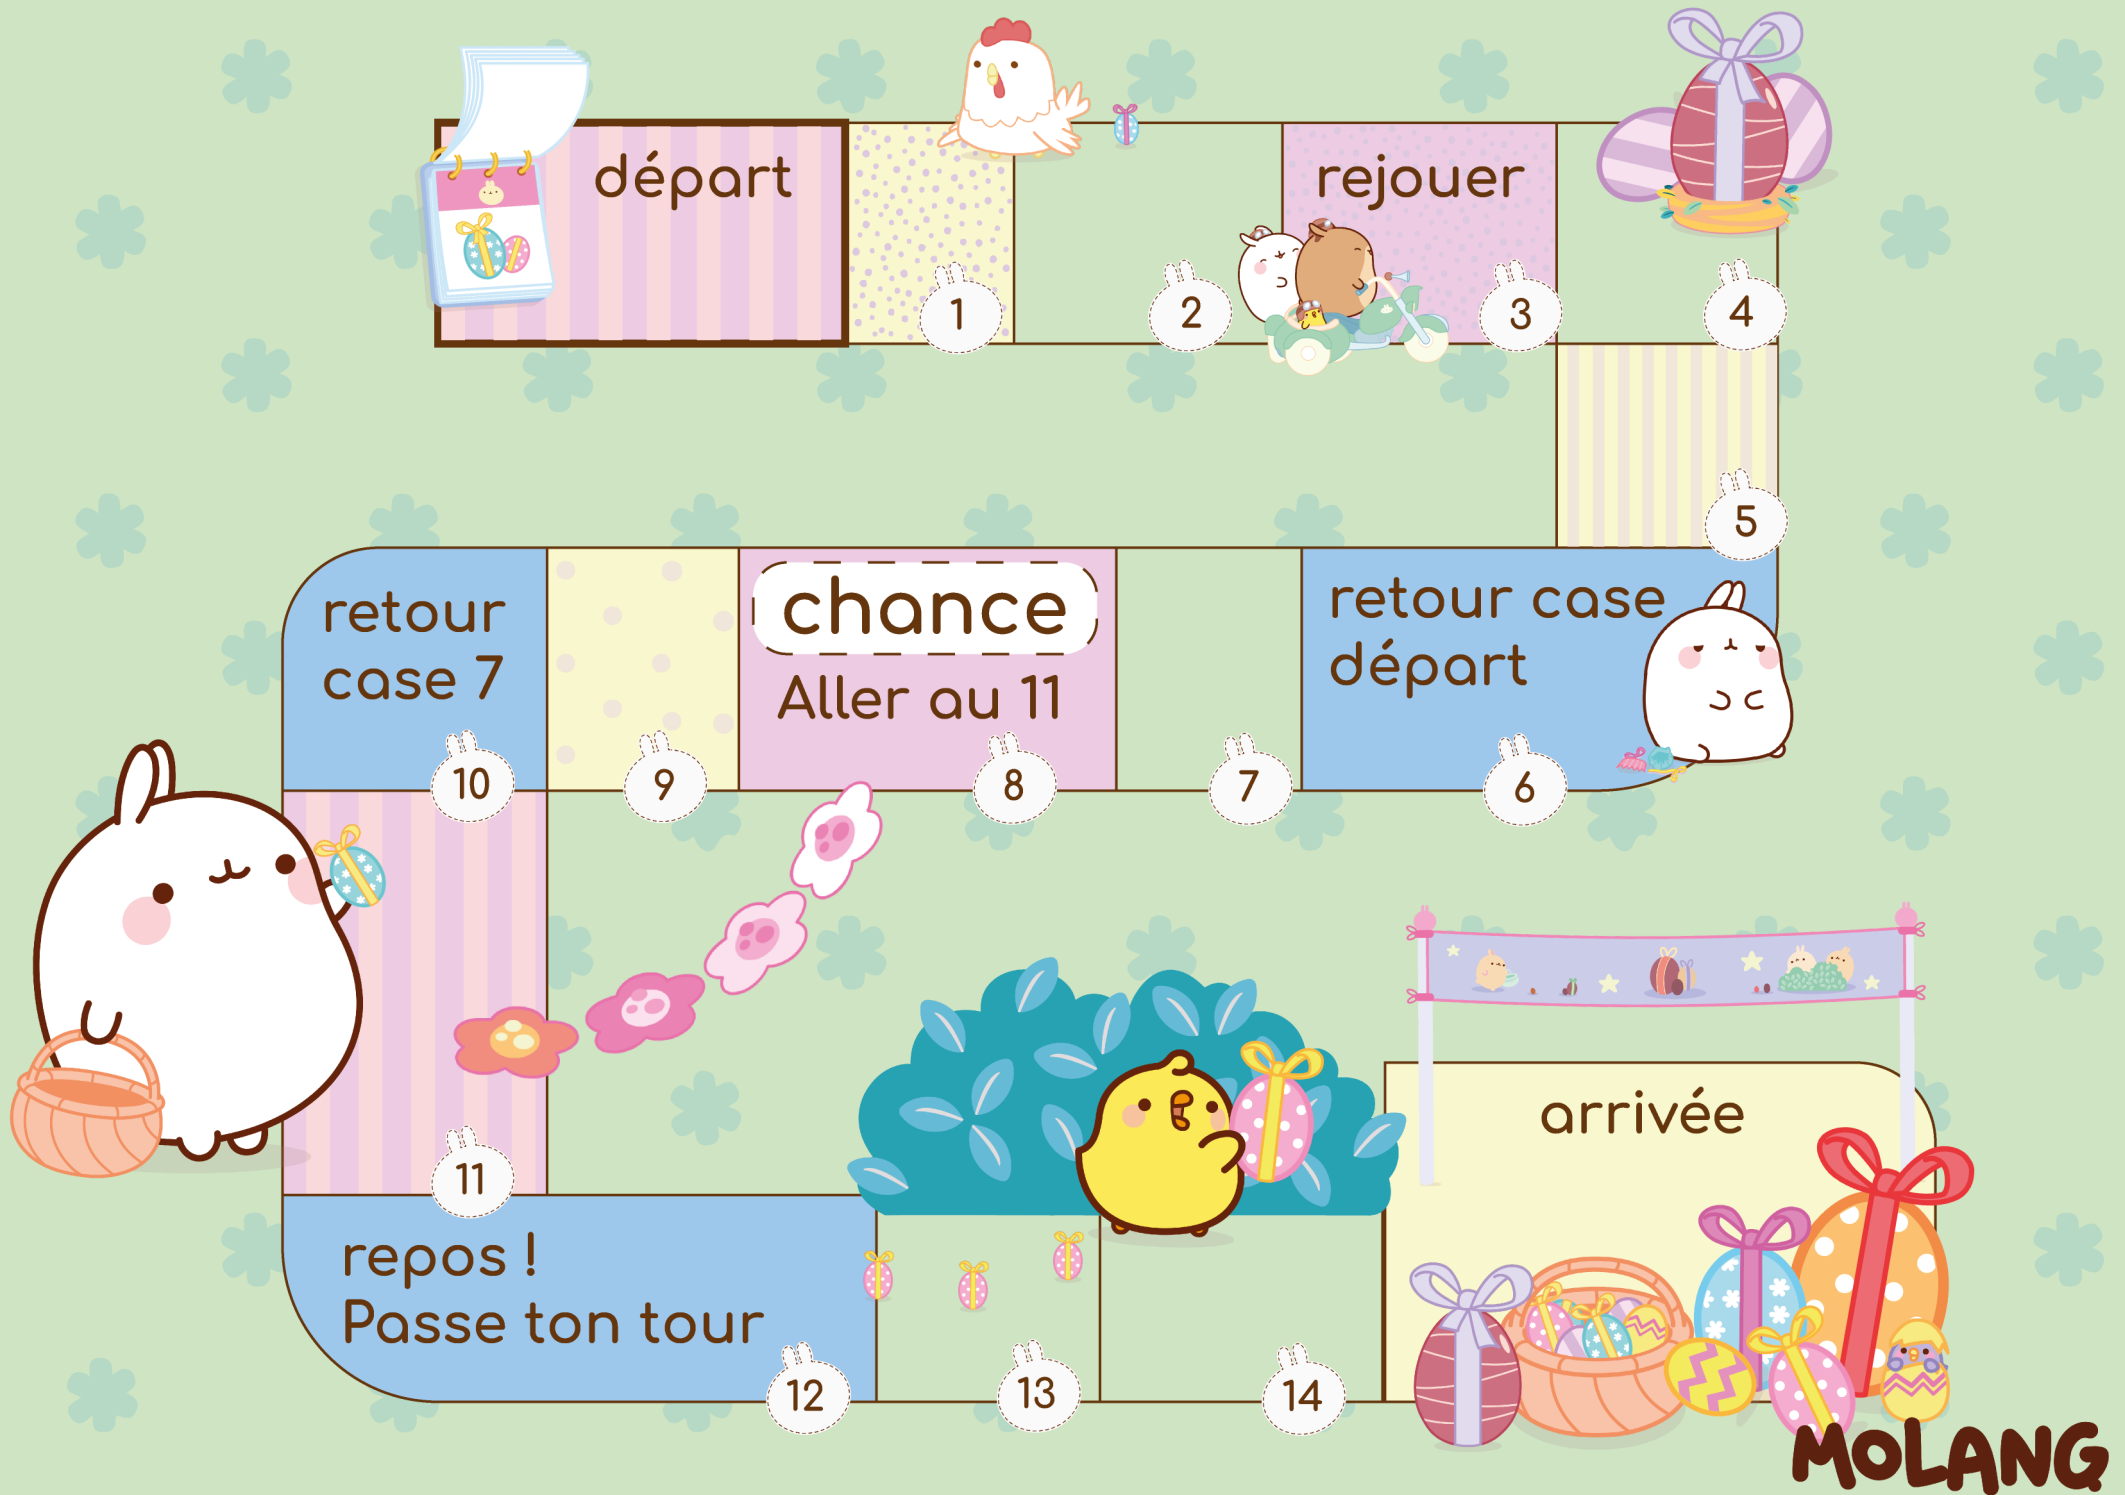 départ
1
2
rejouer
3
4
5
retour case
départ
6
7
chance
Aller au 11
8
9
retour
case 7
10
11
repos !
Passe ton tour
12
13
14
arrivée
MOLANG